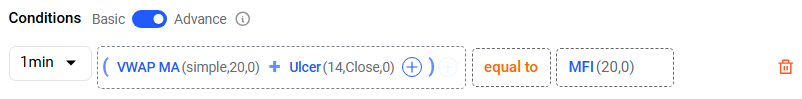 Conditions Basic Advance
1min ( VWAP MA(simple,20,0) + Ulcer(14,Close,0) ) equal to MFI(20,0)